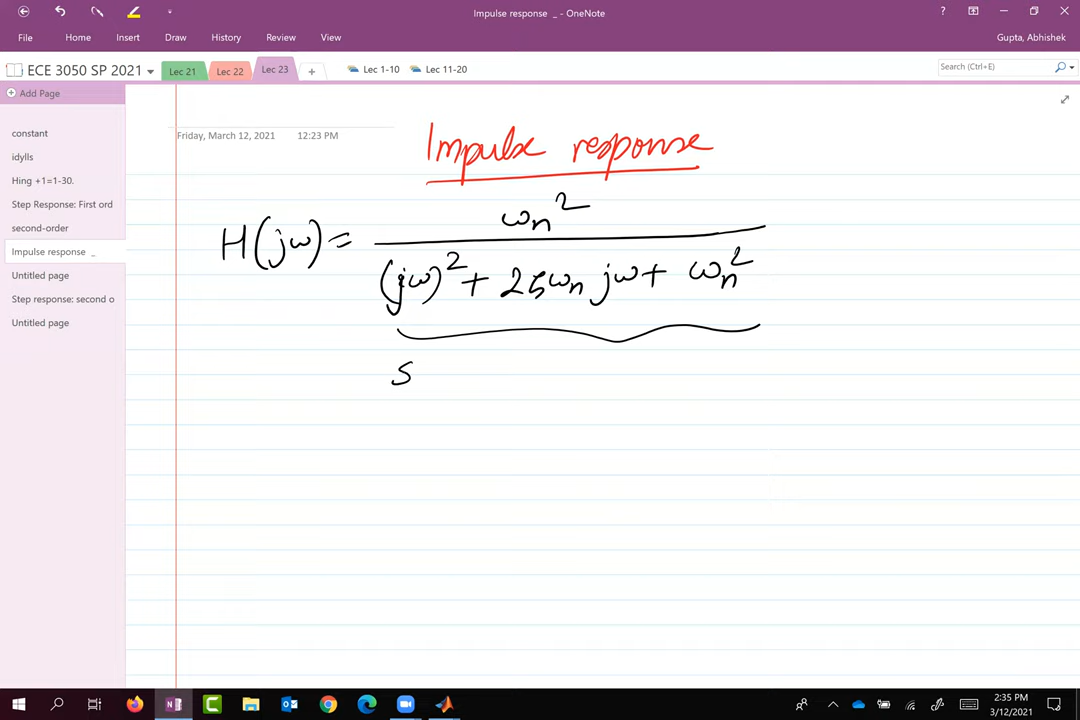 Impulse response _ - OneNote
File Home Insert Draw History Review View
Gupta, Abhishek
ECE 3050 SP 2021
Lec 21
Lec 22
Lec 23
Lec 1-10
Lec 11-20
Search (Ctrl+E)
Add Page
constant
idylls
Hing +1=1-30.
Step Response: First ord
second-order
Impulse response _
Untitled page
Step response: second o
Untitled page
Friday, March 12, 2021 12:23 PM
Impulse response
H(jω) = ωn²
(jω)² + 2ζωn jω + ωn²
s
2:35 PM
3/12/2021